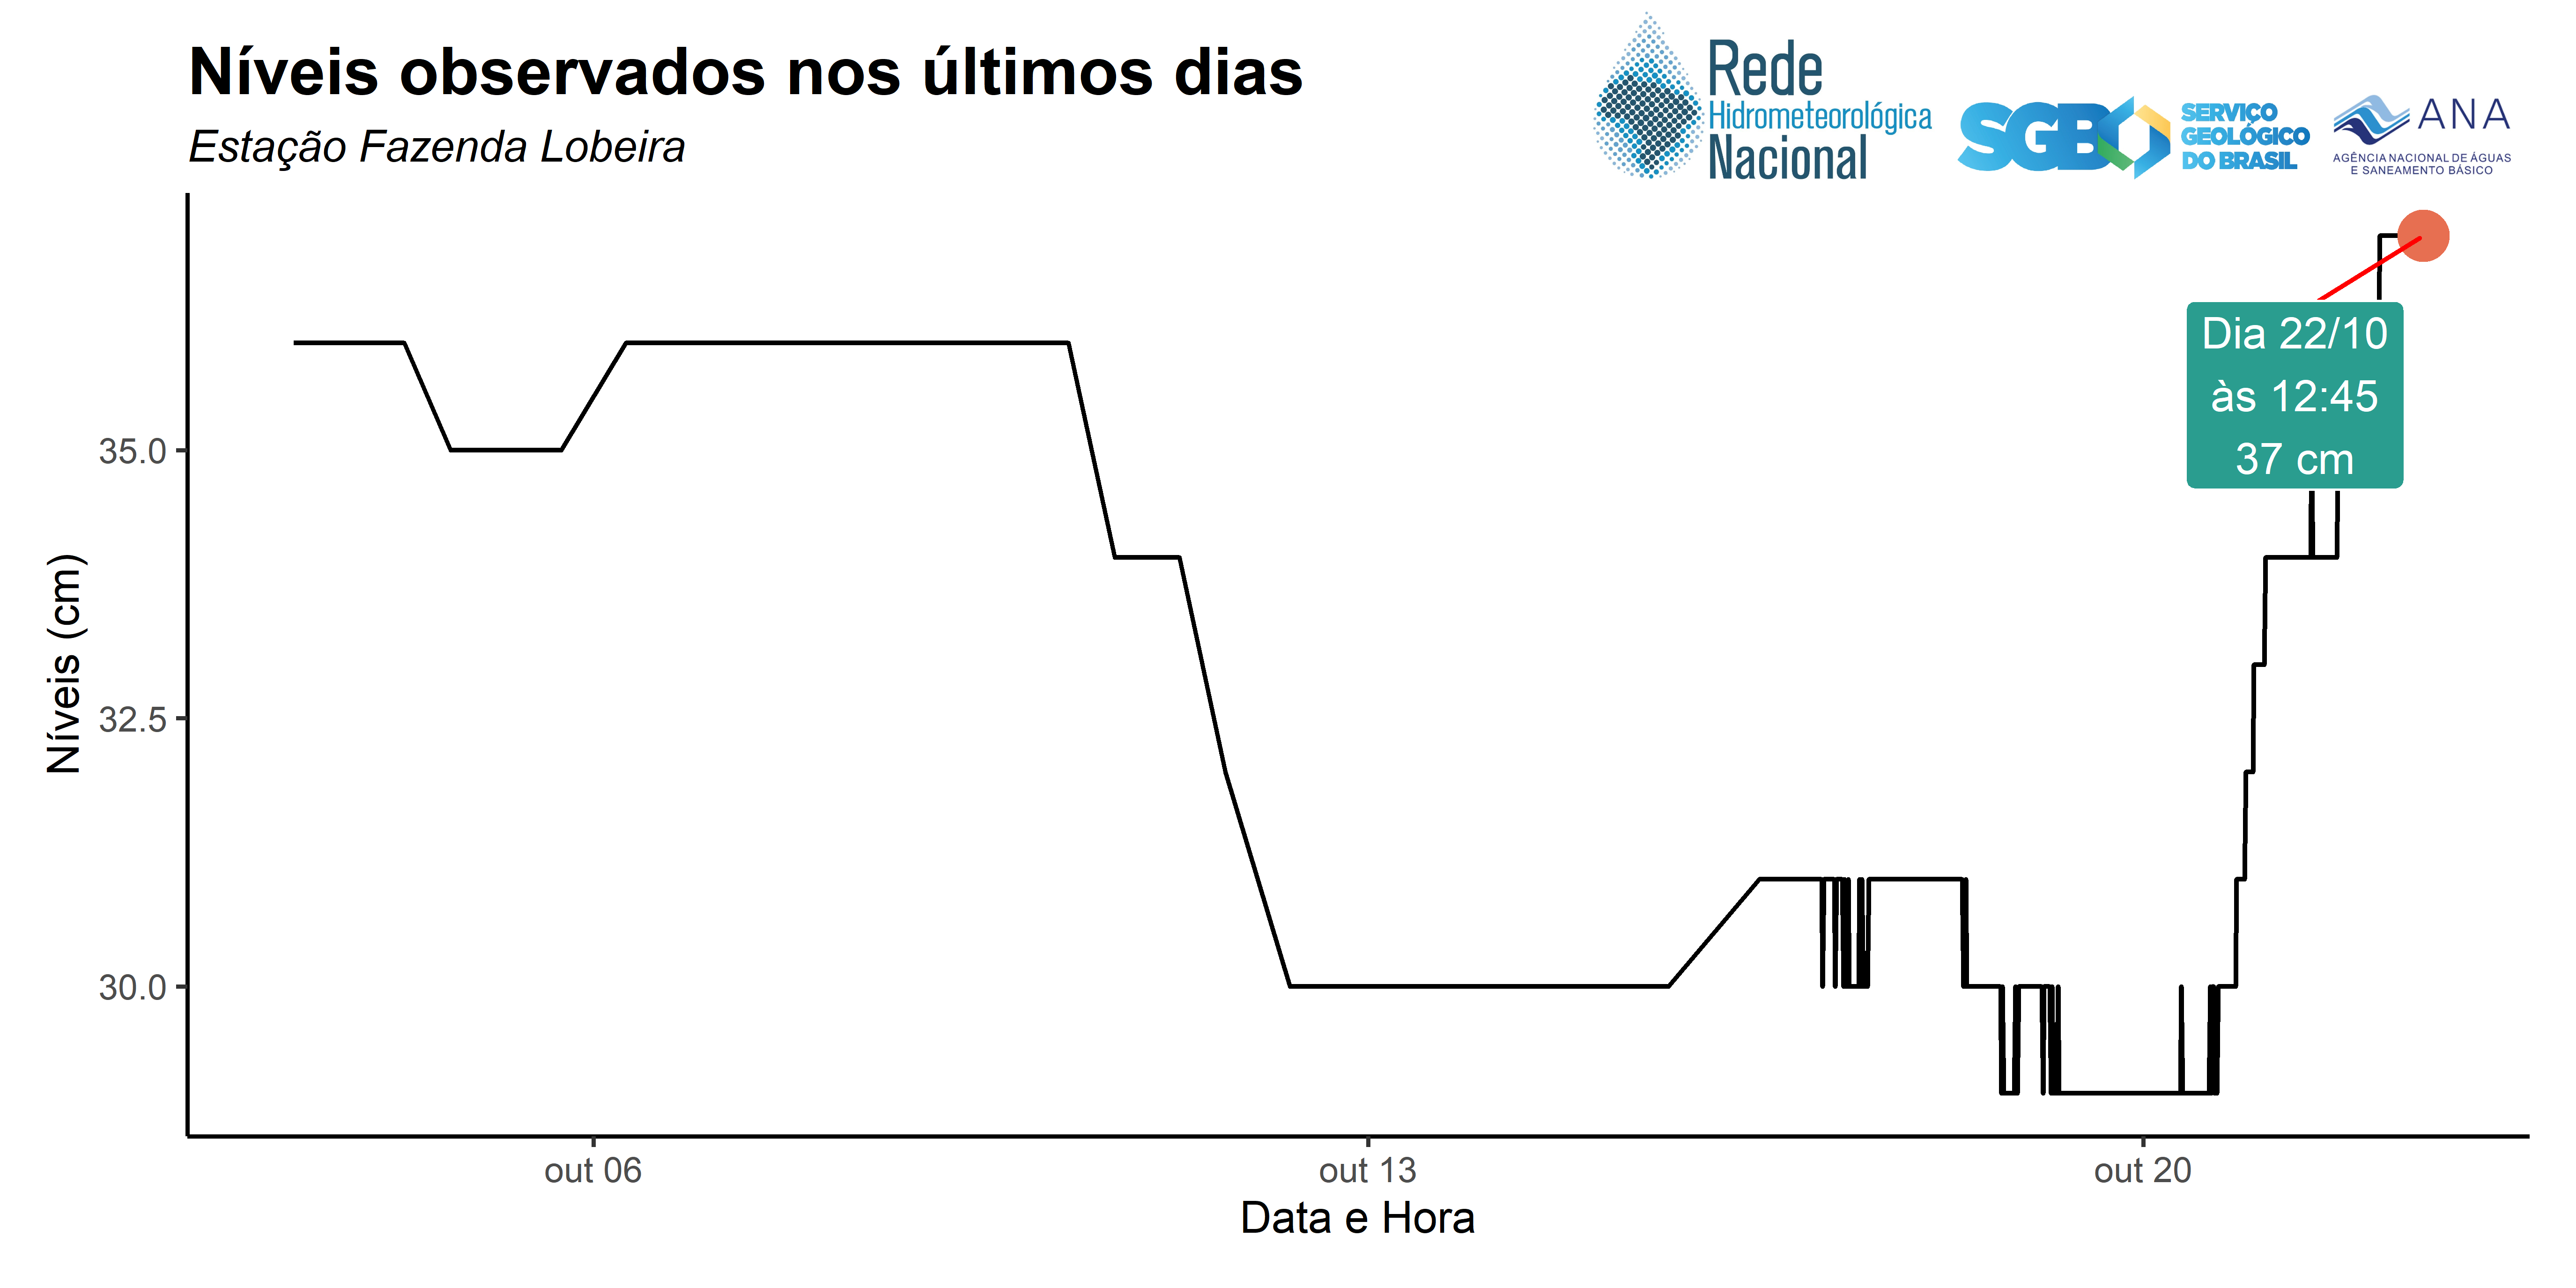 Níveis observados nos últimos dias
Estação Fazenda Lobeira
Rede
Hidrometeorológica
Nacional
SGB
SERVIÇO
GEOLÓGICO
DO BRASIL
ANA
AGÊNCIA NACIONAL DE ÁGUAS
E SANEAMENTO BÁSICO
Dia 22/10
às 12:45
37 cm
Níveis (cm)
35.0
32.5
30.0
out 06
out 13
out 20
Data e Hora